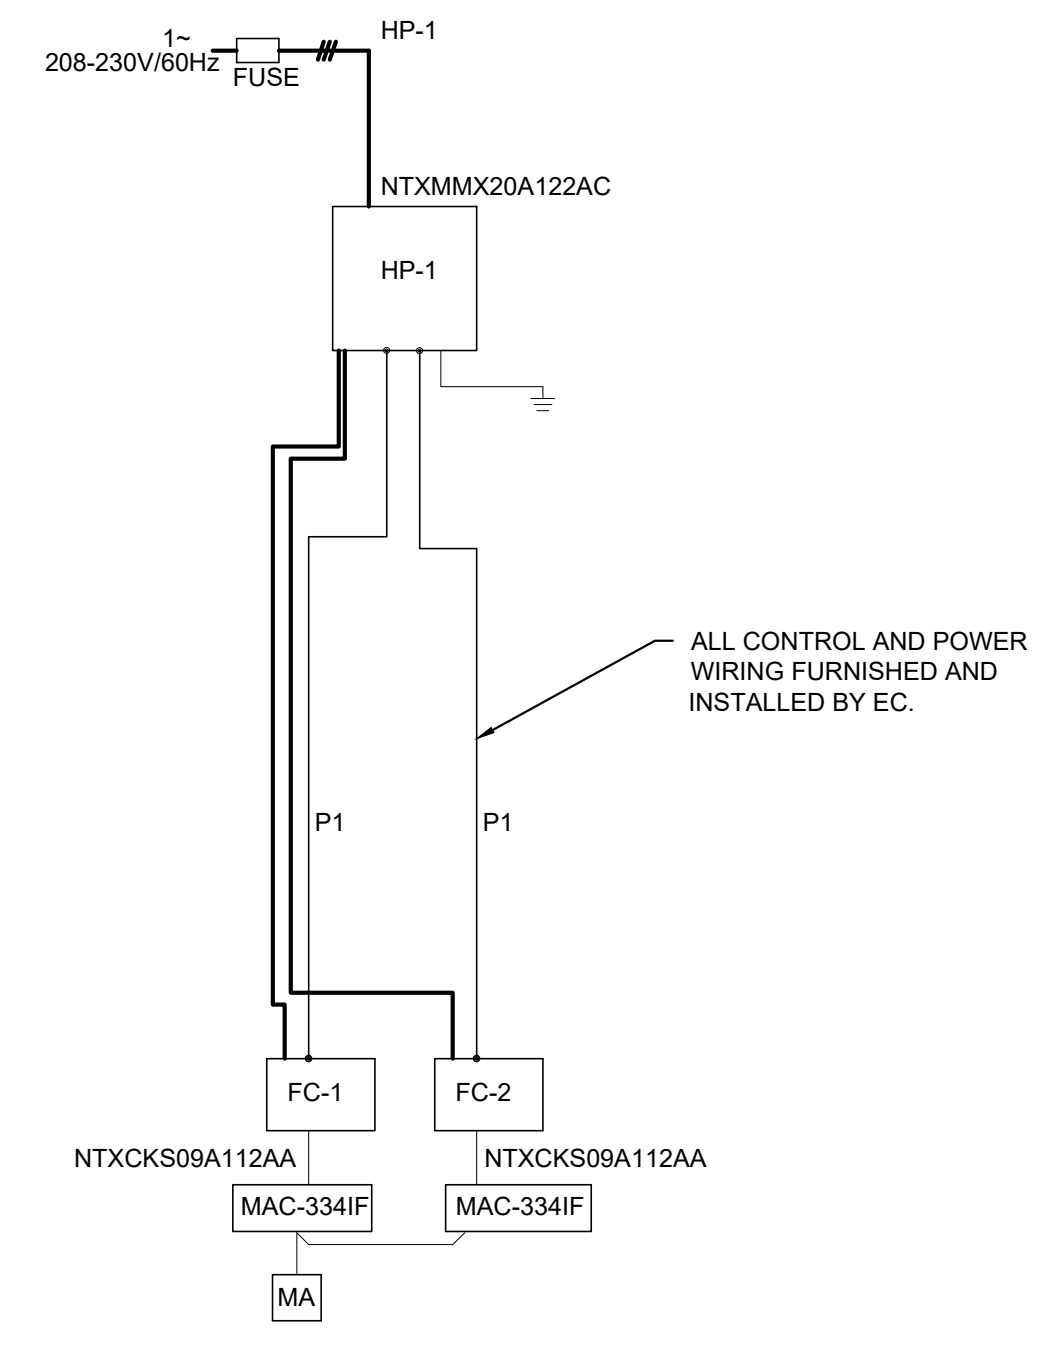 HP-1
1~
208-230V/60Hz
FUSE
NTXMMX20A122AC
HP-1
ALL CONTROL AND POWER
WIRING FURNISHED AND
INSTALLED BY EC.
P1
P1
FC-1
FC-2
NTXCKS09A112AA
NTXCKS09A112AA
MAC-334IF
MAC-334IF
MA